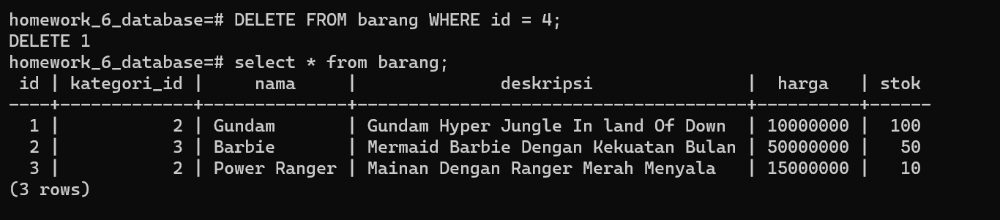 homework_6_database=# DELETE FROM barang WHERE id = 4;
DELETE 1
homework_6_database=# select * from barang;
 id | kategori_id |     nama     |              deskripsi               |  harga   | stok
----+-------------+--------------+--------------------------------------+----------+------
  1 |           2 | Gundam       | Gundam Hyper Jungle In land Of Down  | 10000000 |  100
  2 |           3 | Barbie       | Mermaid Barbie Dengan Kekuatan Bulan | 50000000 |   50
  3 |           2 | Power Ranger | Mainan Dengan Ranger Merah Menyala   | 15000000 |   10
(3 rows)